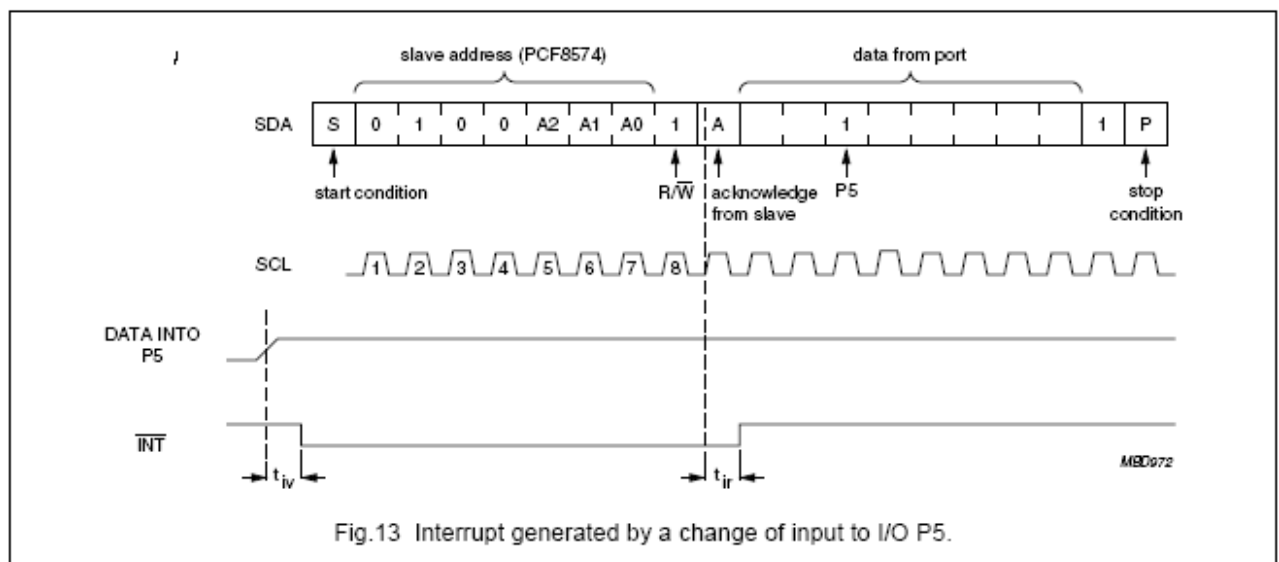 slave address (PCF8574) data from port
SDA S 0 1 0 0 A2 A1 A0 1 A 1 1 P
start condition R/W acknowledge from slave P5 stop condition
SCL 1 2 3 4 5 6 7 8
DATA INTO P5
INT
tiv tir
MBD972
Fig.13 Interrupt generated by a change of input to I/O P5.